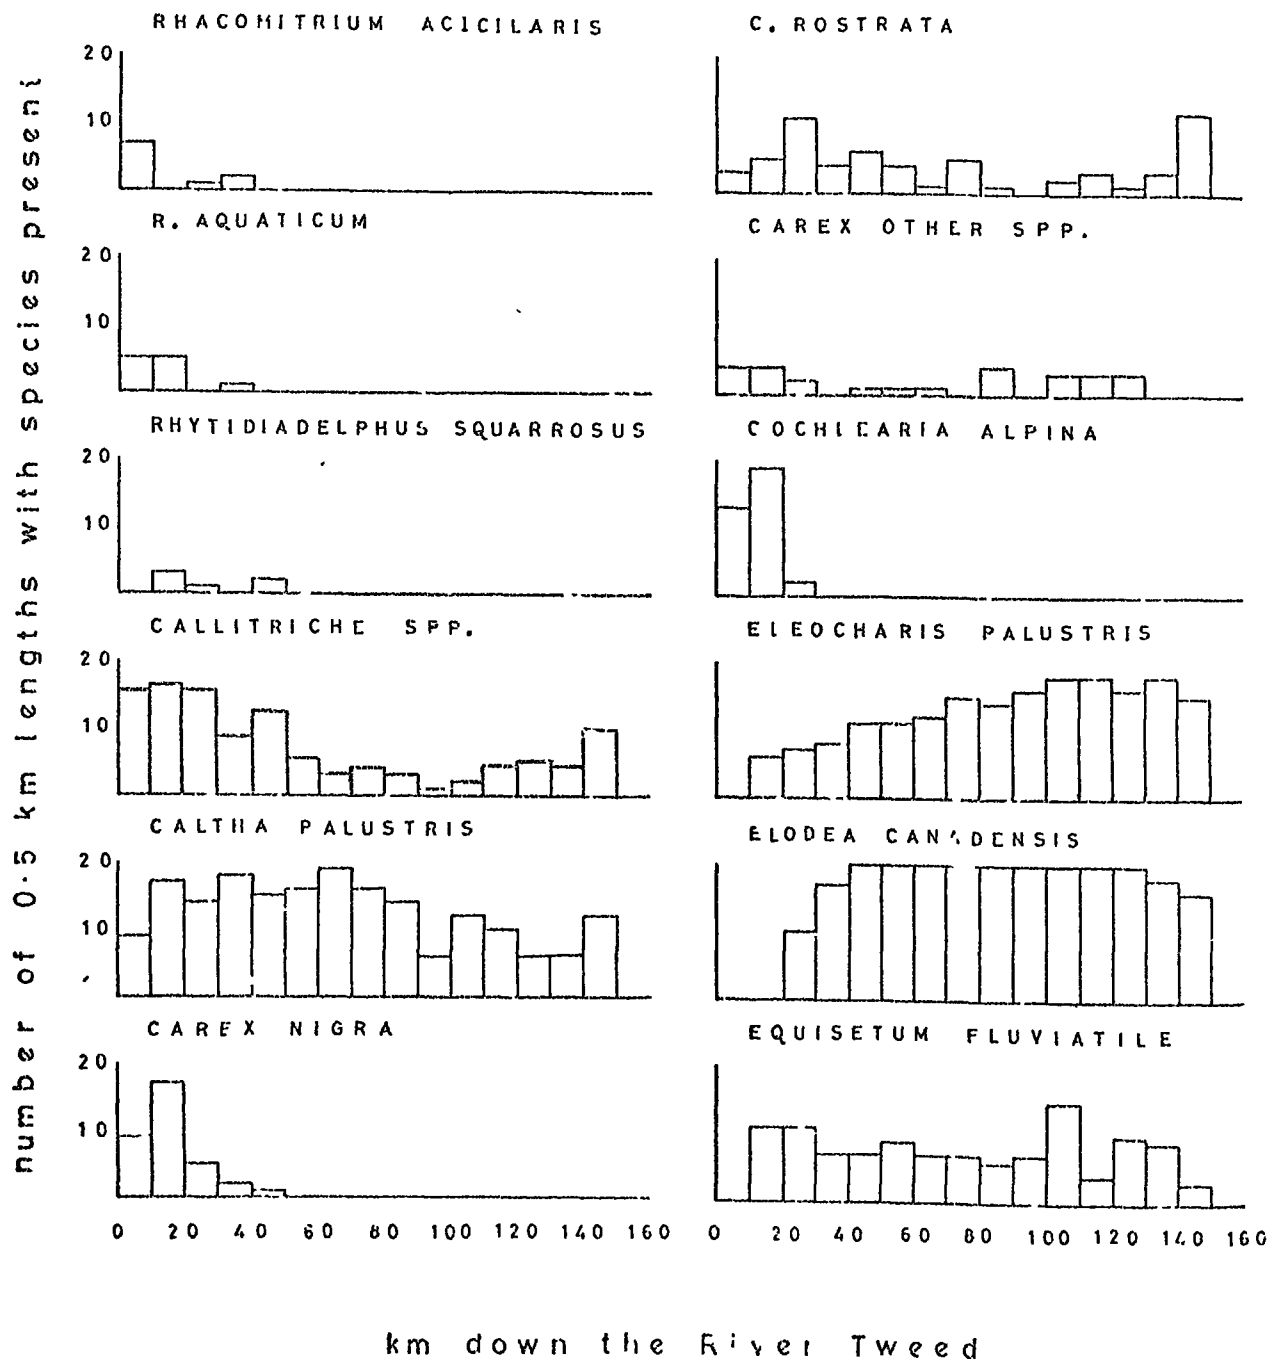 RHACOMITRIUM ACICILARIS
C. ROSTRATA
20
10
R. AQUATICUM
CAREX OTHER SPP.
20
10
RHYTIDIADELPHUS SQUARROSUS
COCHLEARIA ALPINA
20
10
CALLITRICHE SPP.
ELEOCHARIS PALUSTRIS
20
10
CALTHA PALUSTRIS
ELODEA CANADENSIS
20
10
CAREX NIGRA
EQUISETUM FLUVIATILE
20
10
0 20 40 60 80 100 120 140 160
0 20 40 60 80 100 120 140 160
number of 0·5 km lengths with species present
km down the River Tweed